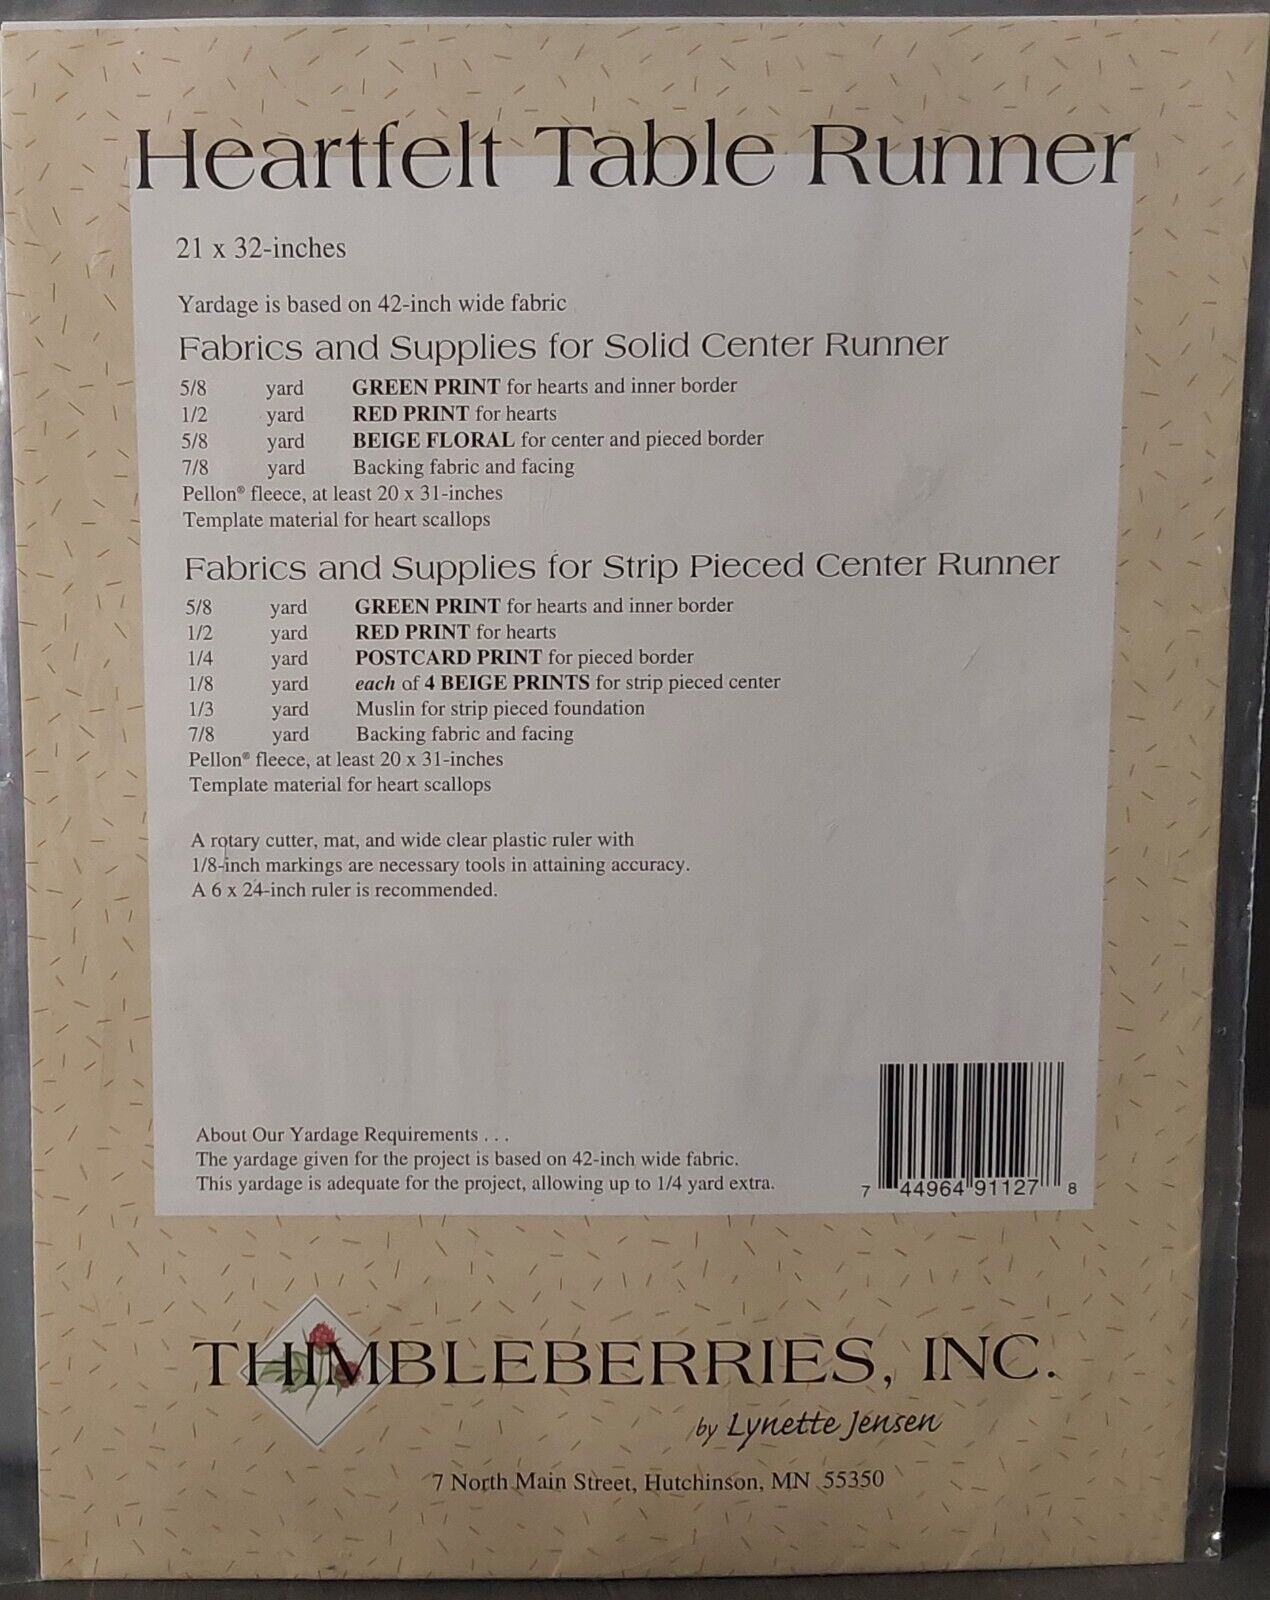 Heartfelt Table Runner
21 x 32-inches
Yardage is based on 42-inch wide fabric
Fabrics and Supplies for Solid Center Runner
5/8 yard GREEN PRINT for hearts and inner border
1/2 yard RED PRINT for hearts
5/8 yard BEIGE FLORAL for center and pieced border
7/8 yard Backing fabric and facing
Pellon® fleece, at least 20 x 31-inches
Template material for heart scallops
Fabrics and Supplies for Strip Pieced Center Runner
5/8 yard GREEN PRINT for hearts and inner border
1/2 yard RED PRINT for hearts
1/4 yard POSTCARD PRINT for pieced border
1/8 yard each of 4 BEIGE PRINTS for strip pieced center
1/3 yard Muslin for strip pieced foundation
7/8 yard Backing fabric and facing
Pellon® fleece, at least 20 x 31-inches
Template material for heart scallops
A rotary cutter, mat, and wide clear plastic ruler with
1/8-inch markings are necessary tools in attaining accuracy.
A 6 x 24-inch ruler is recommended.
About Our Yardage Requirements . . .
The yardage given for the project is based on 42-inch wide fabric.
This yardage is adequate for the project, allowing up to 1/4 yard extra.
7 44964 91127 8
THIMBLEBERRIES, INC.
by Lynette Jensen
7 North Main Street, Hutchinson, MN 55350